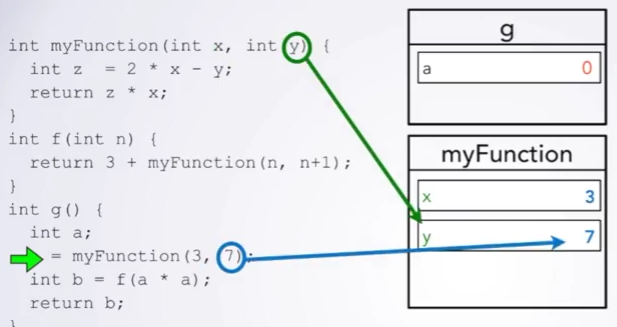 int myFunction(int x, int y) {
int z = 2 * x - y;
return z * x;
}
int f(int n) {
return 3 + myFunction(n, n+1);
}
int g() {
int a;
= myFunction(3, 7);
int b = f(a * a);
return b;
}
g
a 0
myFunction
x 3
y 7